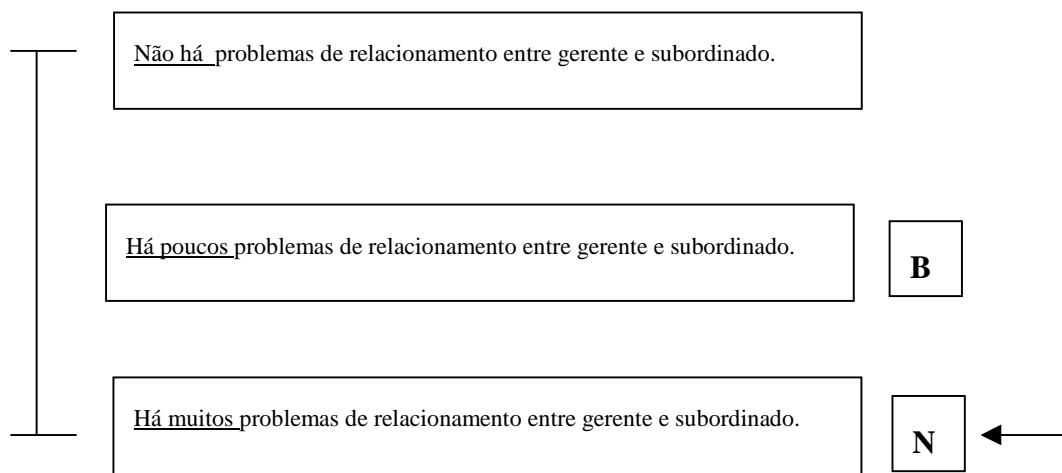 Não há problemas de relacionamento entre gerente e subordinado.
Há poucos problemas de relacionamento entre gerente e subordinado.
B
Há muitos problemas de relacionamento entre gerente e subordinado.
N